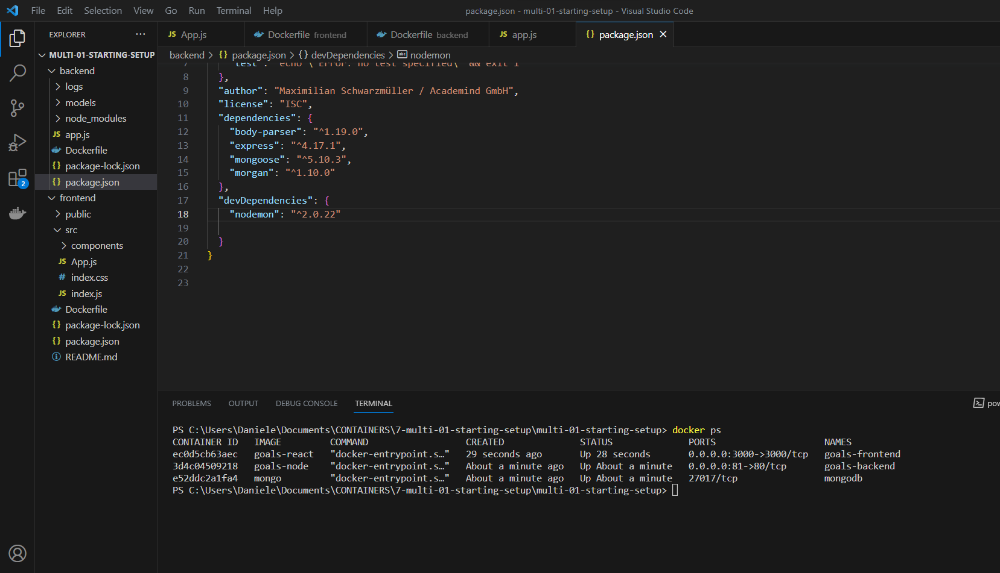 File Edit Selection View Go Run Terminal Help
package.json - multi-01-starting-setup - Visual Studio Code
EXPLORER ···
JS App.js
Dockerfile frontend
Dockerfile backend
JS app.js
{} package.json ×
MULTI-01-STARTING-SETUP
backend
logs
models
node_modules
JS app.js
Dockerfile
{} package-lock.json
{} package.json
frontend
public
src
components
JS App.js
# index.css
JS index.js
Dockerfile
{} package-lock.json
{} package.json
README.md
2
backend > {} package.json > {} devDependencies > abc nodemon
7 "test": "echo \"Error: no test specified\" && exit 1"
8 },
9 "author": "Maximilian Schwarzmüller / Academind GmbH",
10 "license": "ISC",
11 "dependencies": {
12 "body-parser": "^1.19.0",
13 "express": "^4.17.1",
14 "mongoose": "^5.10.3",
15 "morgan": "^1.10.0"
16 },
17 "devDependencies": {
18 "nodemon": "^2.0.22"
19
20 }
21 }
22
23
PROBLEMS OUTPUT DEBUG CONSOLE TERMINAL
pow
PS C:\Users\Daniele\Documents\CONTAINERS\7-multi-01-starting-setup\multi-01-starting-setup> docker ps
CONTAINER ID IMAGE COMMAND CREATED STATUS PORTS NAMES
ec0d5cb63aec goals-react "docker-entrypoint.s…" 29 seconds ago Up 28 seconds 0.0.0.0:3000->3000/tcp goals-frontend
3d4c04509218 goals-node "docker-entrypoint.s…" About a minute ago Up About a minute 0.0.0.0:81->80/tcp goals-backend
e52ddc2a1fa4 mongo "docker-entrypoint.s…" About a minute ago Up About a minute 27017/tcp mongodb
PS C:\Users\Daniele\Documents\CONTAINERS\7-multi-01-starting-setup\multi-01-starting-setup>